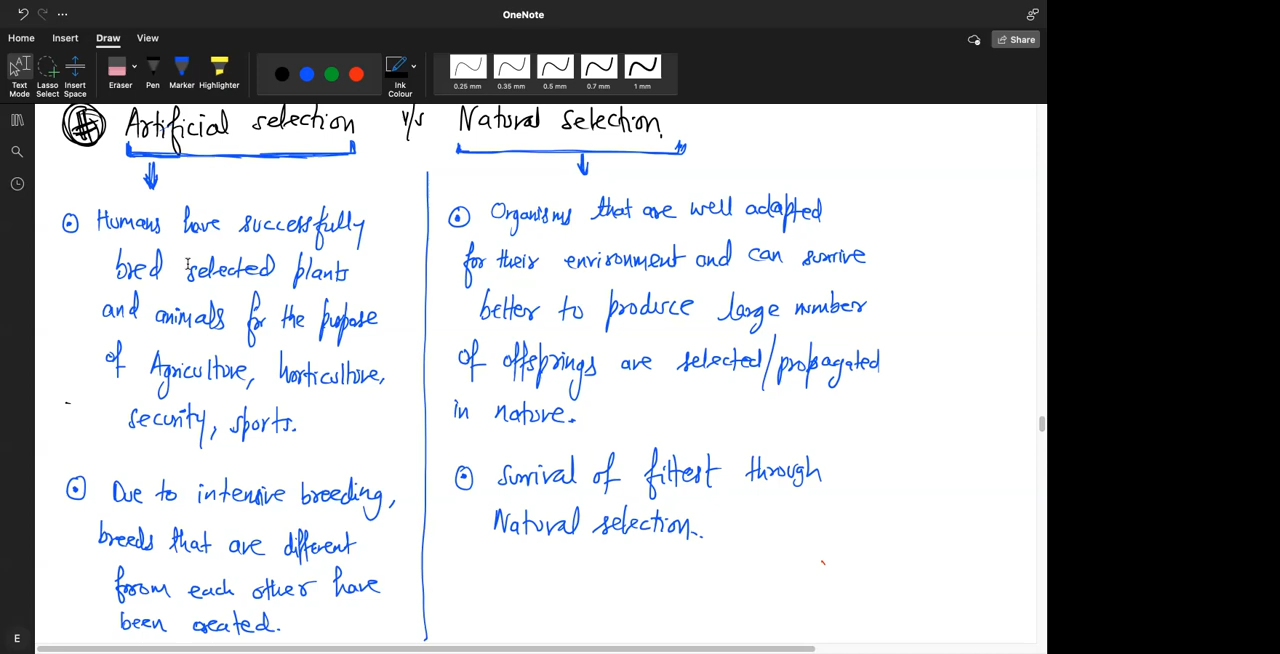 OneNote
Home Insert Draw View
Share
Text Mode
Lasso Select
Insert Space
Eraser
Pen
Marker
Highlighter
Ink Colour
0.25 mm
0.35 mm
0.5 mm
0.7 mm
1 mm
# Artificial selection v/s Natural selection.
Humans have successfully
bred selected plants
and animals for the propose
of Agriculture, horticulture,
security, sports.
Due to intensive breeding,
breeds that are different
from each other have
been created.
Organisms that are well adapted
for their environment and can survive
better to produce large number
of offsprings are selected/propagated
in nature.
Survival of fittest through
Natural selection.
E